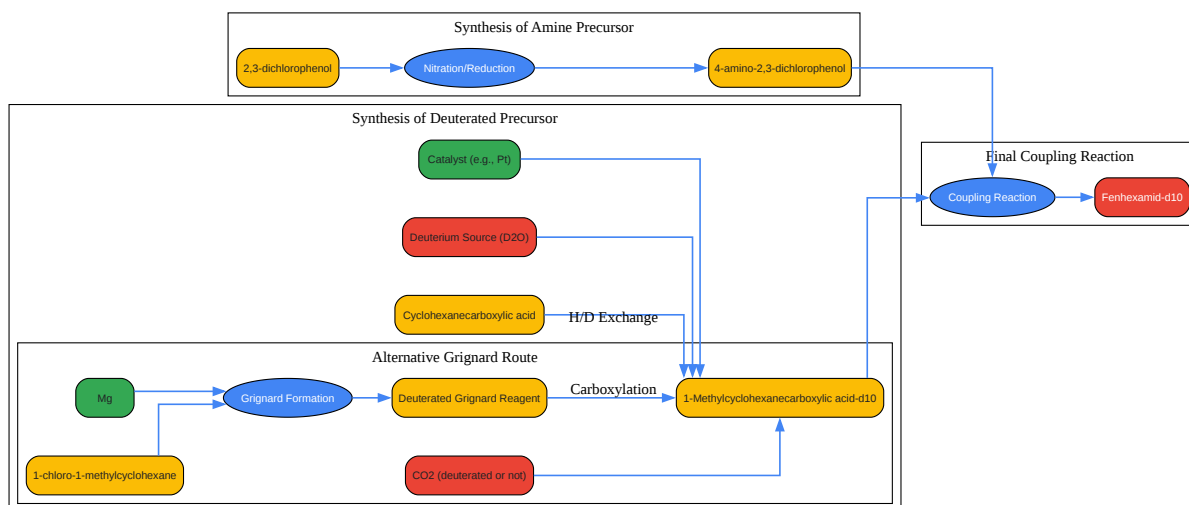 Synthesis of Amine Precursor
2,3-dichlorophenol
Nitration/Reduction
4-amino-2,3-dichlorophenol
Synthesis of Deuterated Precursor
Catalyst (e.g., Pt)
Deuterium Source (D2O)
Cyclohexanecarboxylic acid
H/D Exchange
Alternative Grignard Route
Mg
Grignard Formation
Deuterated Grignard Reagent
Carboxylation
1-Methylcyclohexanecarboxylic acid-d10
1-chloro-1-methylcyclohexane
CO2 (deuterated or not)
Final Coupling Reaction
Coupling Reaction
Fenhexamid-d10